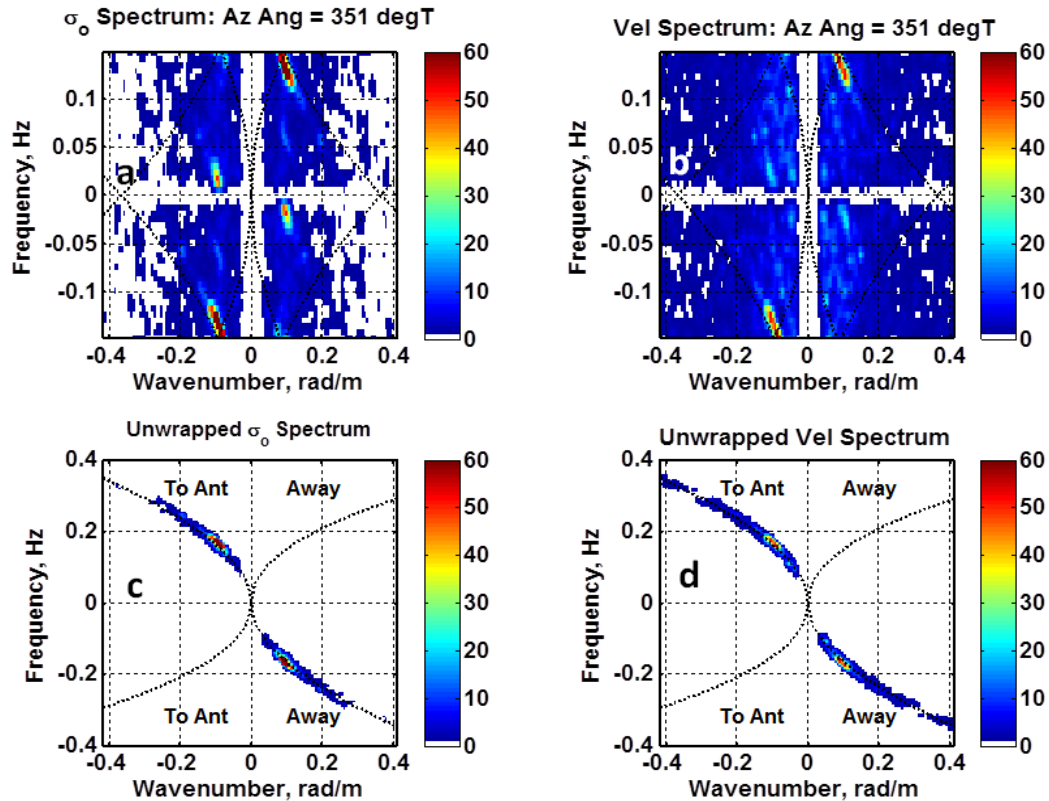 σo Spectrum: Az Ang = 351 degT
Frequency, Hz
0.1
0.05
0
-0.05
-0.1
a
-0.4 -0.2 0 0.2 0.4
Wavenumber, rad/m
60
50
40
30
20
10
0
Vel Spectrum: Az Ang = 351 degT
Frequency, Hz
0.1
0.05
0
-0.05
-0.1
b
-0.4 -0.2 0 0.2 0.4
Wavenumber, rad/m
60
50
40
30
20
10
0
Unwrapped σo Spectrum
Frequency, Hz
0.4
0.2
0
-0.2
-0.4
To Ant Away
c
To Ant Away
-0.4 -0.2 0 0.2 0.4
Wavenumber, rad/m
60
50
40
30
20
10
0
Unwrapped Vel Spectrum
Frequency, Hz
0.4
0.2
0
-0.2
-0.4
To Ant Away
d
To Ant Away
-0.4 -0.2 0 0.2 0.4
Wavenumber, rad/m
60
50
40
30
20
10
0